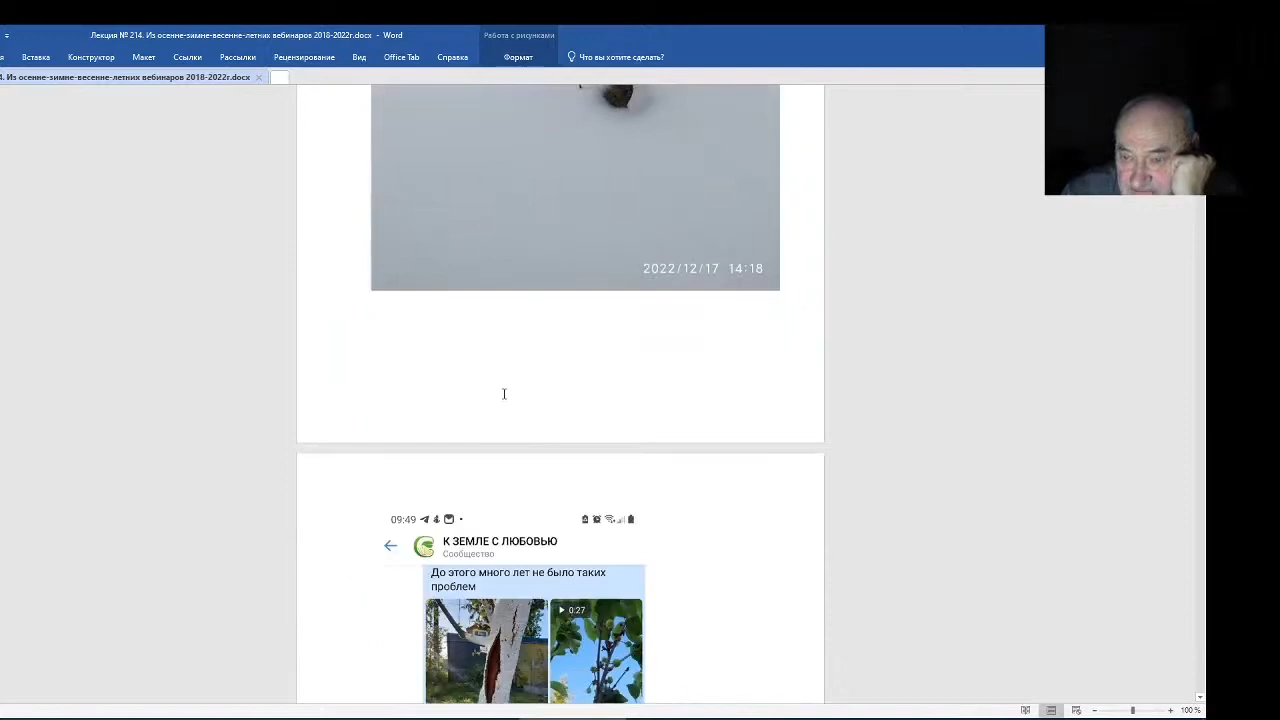 Лекция № 214. Из осенне-зимне-весенне-летних вебинаров 2018-2022г.docx - Word
Работа с рисунками
Вставка Конструктор Макет Ссылки Рассылки Рецензирование Вид Office Tab Справка Формат Что вы хотите сделать?
4. Из осенне-зимне-весенне-летних вебинаров 2018-2022г.docx
2022/12/17 14:18
09:49
К ЗЕМЛЕ С ЛЮБОВЬЮ
Сообщество
До этого много лет не было таких
проблем
0:27
100 %